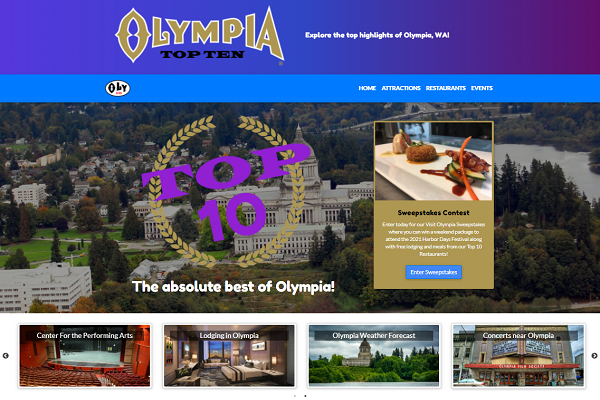 OLYMPIA
TOP TEN
Explore the top highlights of Olympia, WA!
OLY
HOME ATTRACTIONS RESTAURANTS EVENTS
TOP
10
The absolute best of Olympia!
Sweepstakes Contest
Enter today for our Visit Olympia Sweepstakes
where you can win a weekend package to
attend the 2021 Harbor Days Festival along
with free lodging and meals from our Top 10
Restaurants!
Enter Sweepstakes
Center For the Performing Arts
Lodging in Olympia
Olympia Weather Forecast
Concerts near Olympia
OLYMPIA FILM SOCIETY